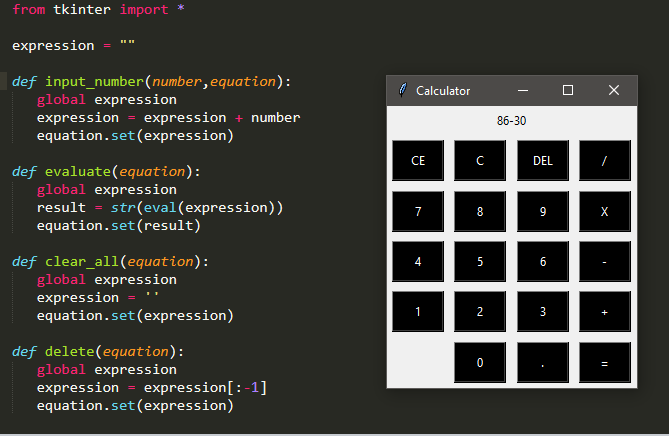 from tkinter import *
expression = ""
def input_number(number,equation):
global expression
expression = expression + number
equation.set(expression)
def evaluate(equation):
global expression
result = str(eval(expression))
equation.set(result)
def clear_all(equation):
global expression
expression = ''
equation.set(expression)
def delete(equation):
global expression
expression = expression[:-1]
equation.set(expression)
Calculator
86-30
CE C DEL /
7 8 9 X
4 5 6 -
1 2 3 +
0 . =